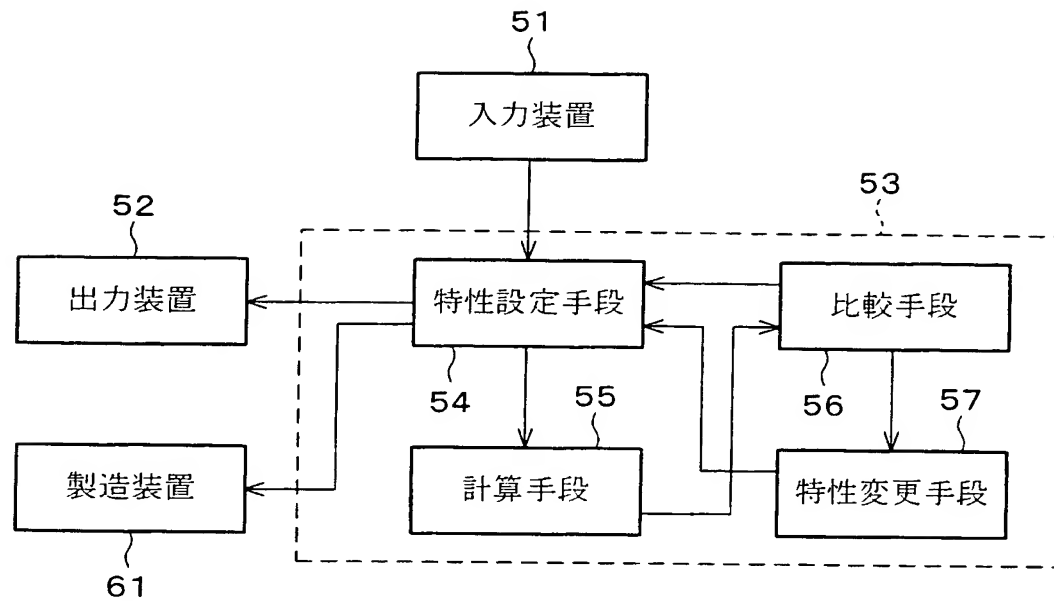 51
入力装置
53
52
出力装置
特性設定手段
比較手段
54
55
56
57
製造装置
計算手段
特性変更手段
61